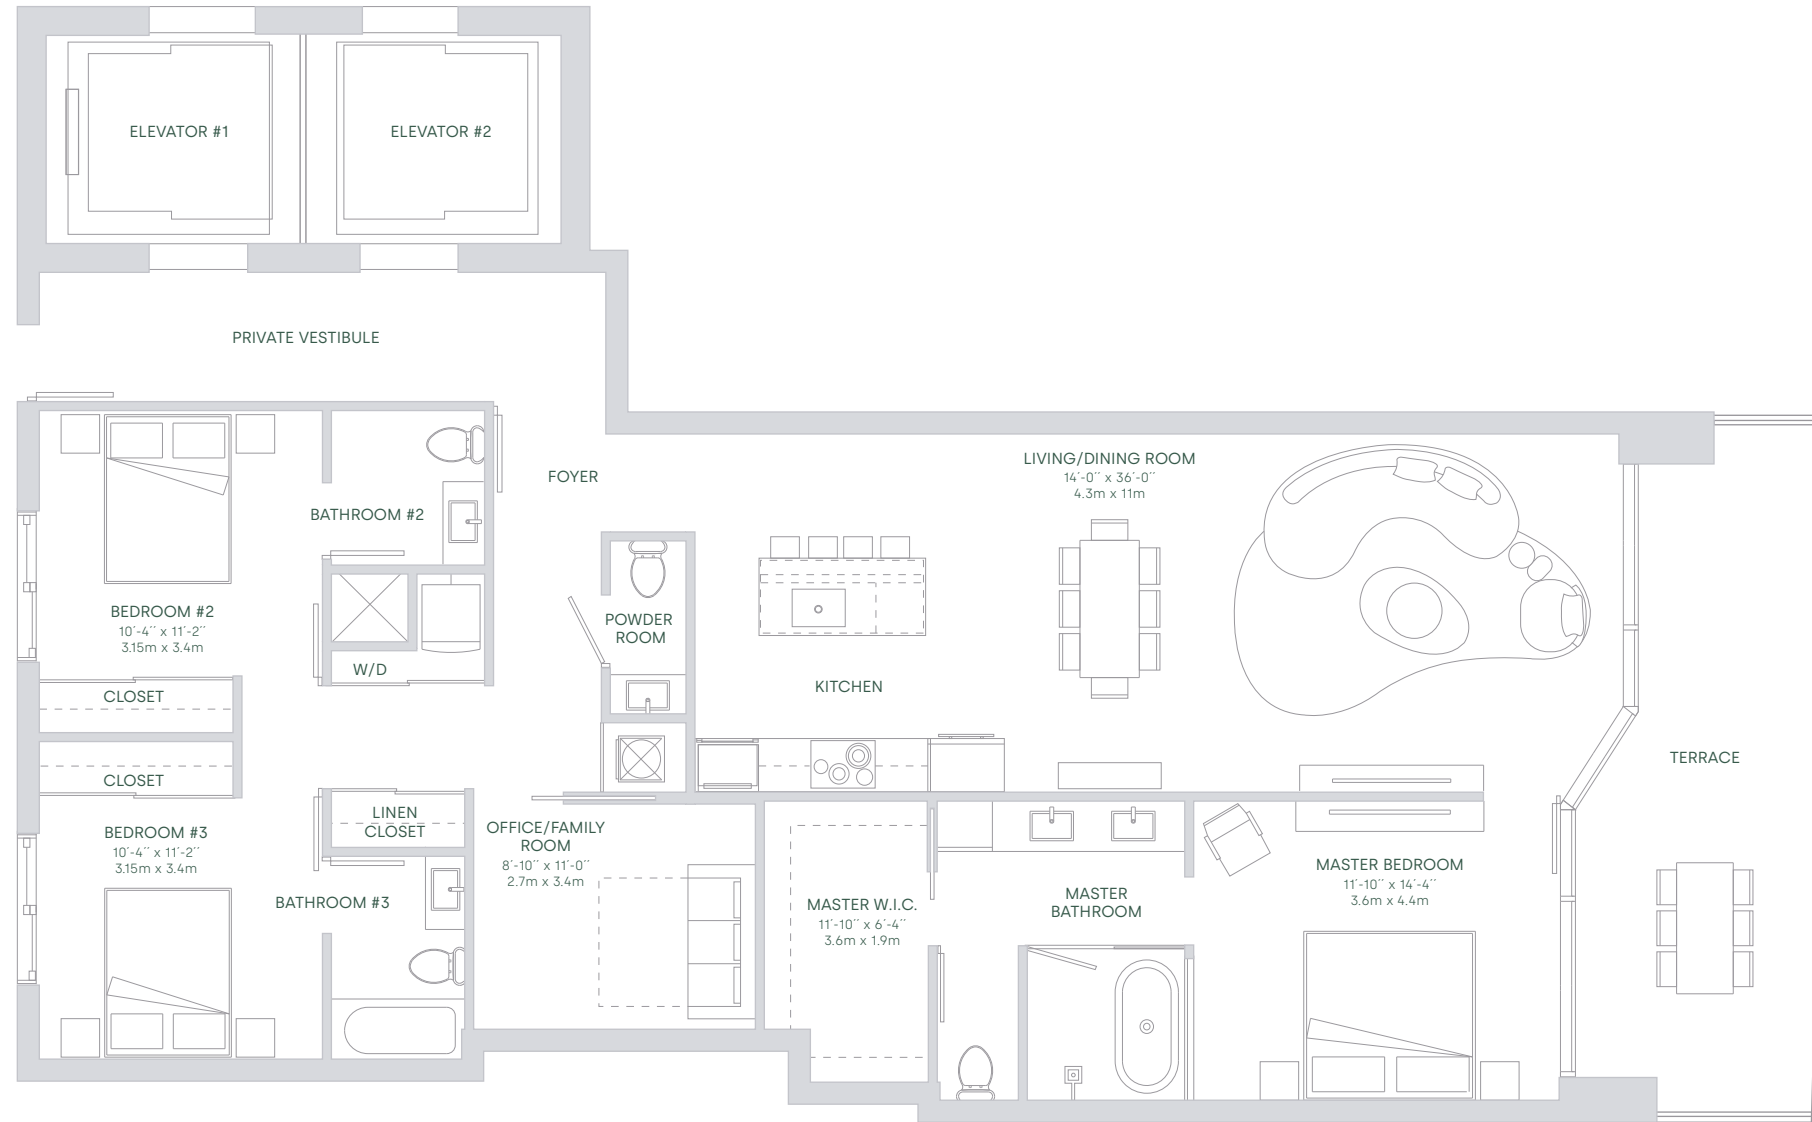 ELEVATOR #1
ELEVATOR #2
PRIVATE VESTIBULE
FOYER
LIVING/DINING ROOM
14´-0´´ x 36´-0´´
4.3m x 11m
BATHROOM #2
BEDROOM #2
10´-4´´ x 11´-2´´
3.15m x 3.4m
POWDER
ROOM
W/D
KITCHEN
CLOSET
TERRACE
CLOSET
LINEN
CLOSET
BEDROOM #3
10´-4´´ x 11´-2´´
3.15m x 3.4m
OFFICE/FAMILY
ROOM
8´-10´´ x 11´-0´´
2.7m x 3.4m
MASTER BEDROOM
11´-10´´ x 14´-4´´
3.6m x 4.4m
BATHROOM #3
MASTER W.I.C.
11´-10´´ x 6´-4´´
3.6m x 1.9m
MASTER
BATHROOM